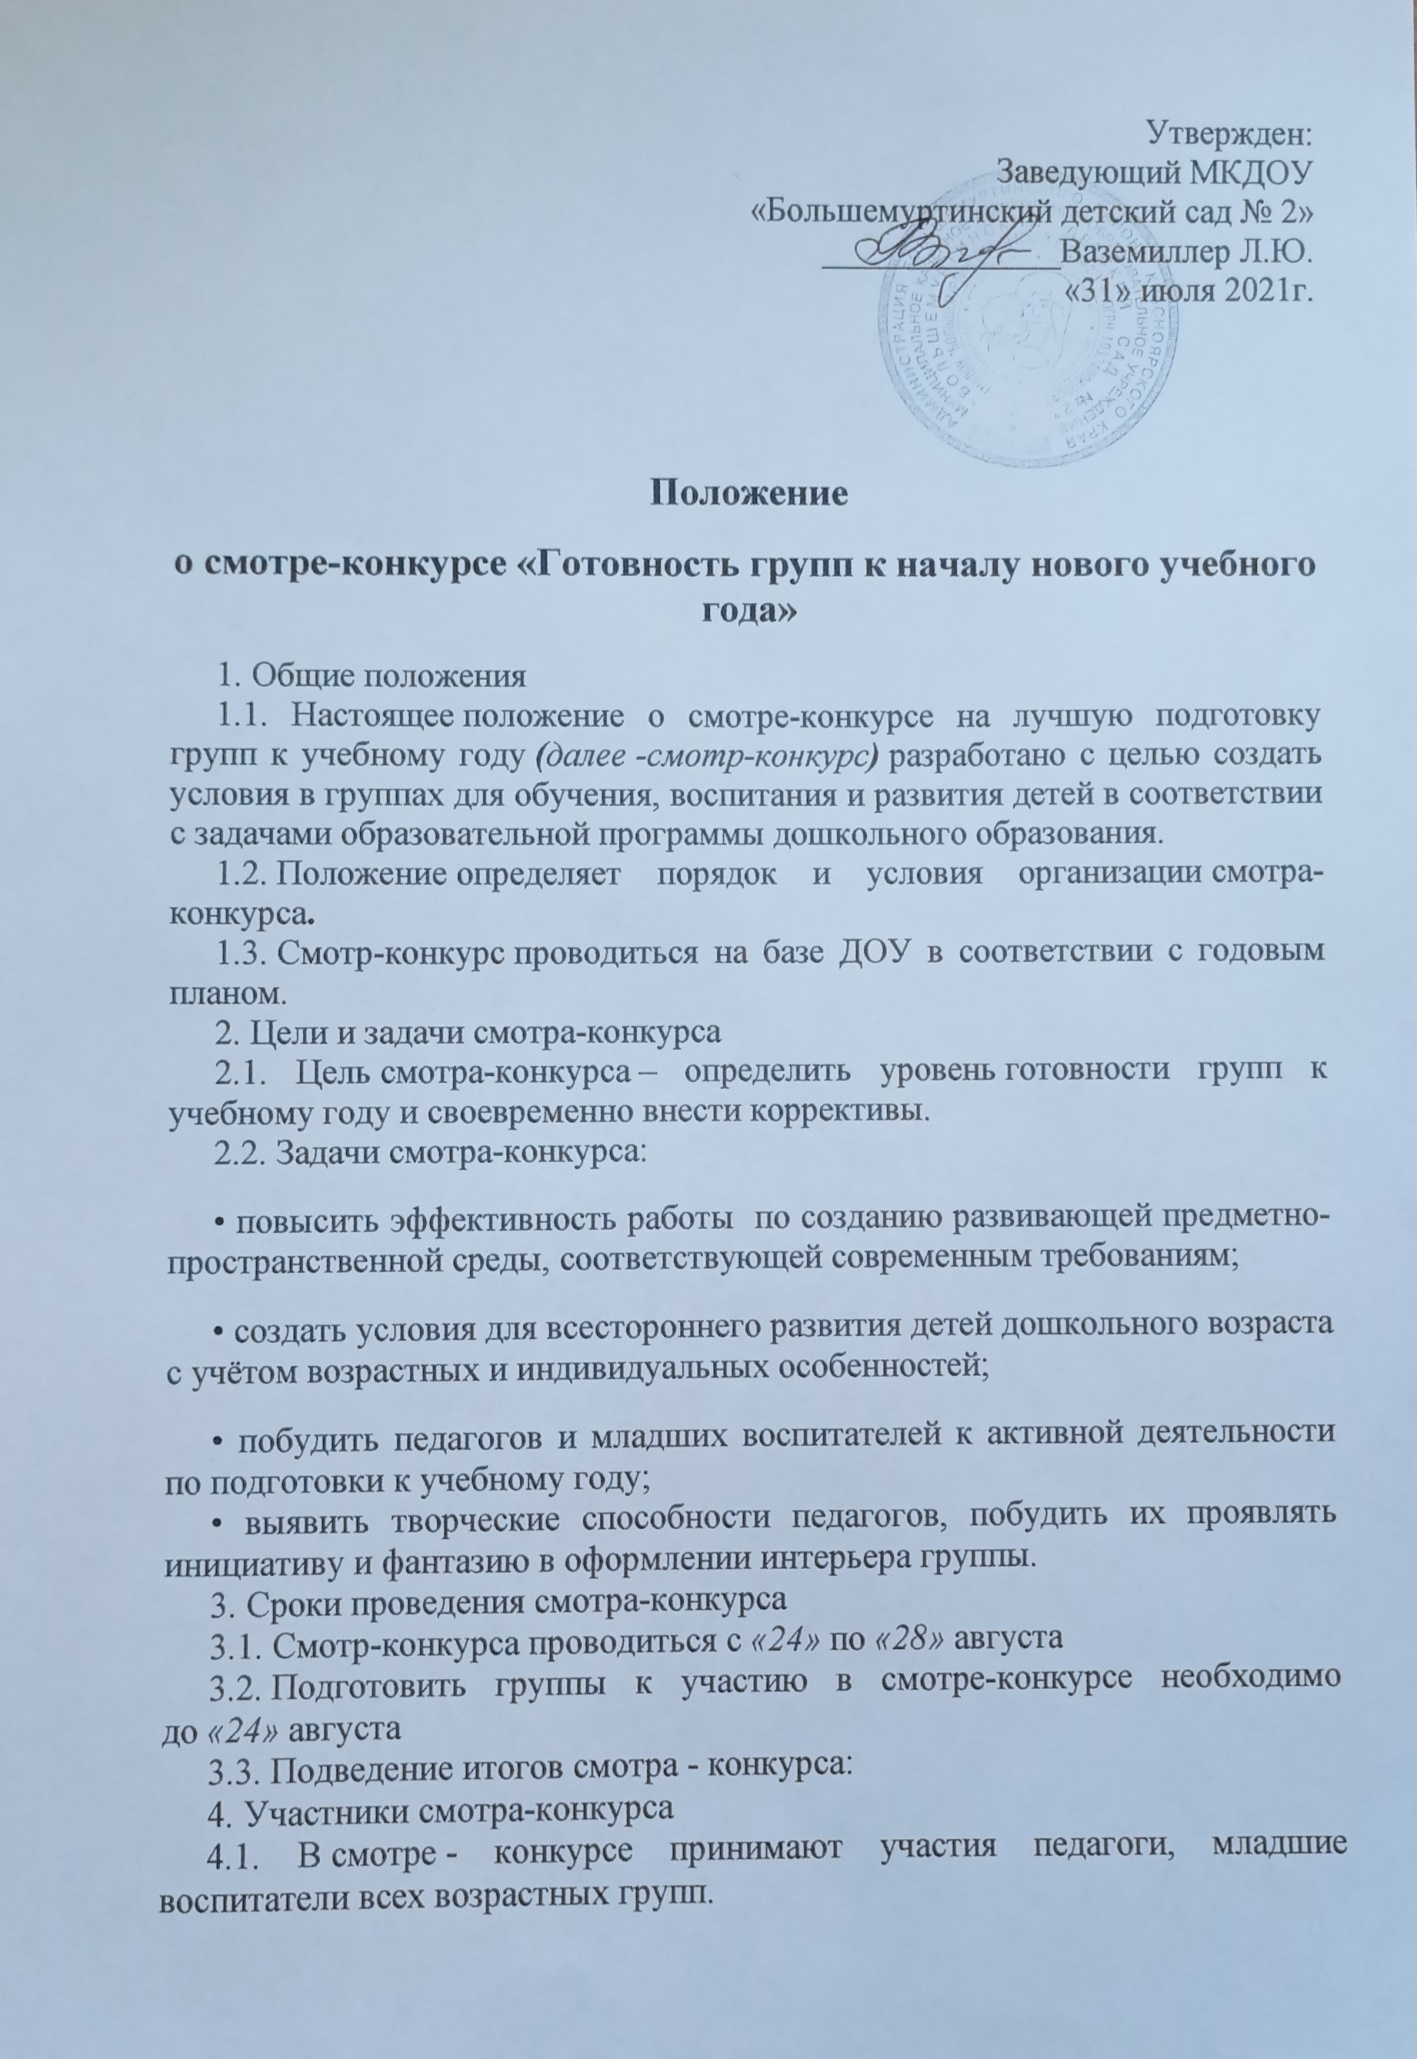 Утвержден:
Заведующий МКДОУ
«Большемуртинский детский сад № 2»
Ваземиллер Л.Ю.
«31» июля 2021г.
Положение
о смотре-конкурсе «Готовность групп к началу нового учебного
года»
1. Общие положения
1.1. Настоящее положение о смотре-конкурсе на лучшую подготовку
групп к учебному году (далее -смотр-конкурс) разработано с целью создать
условия в группах для обучения, воспитания и развития детей в соответствии
с задачами образовательной программы дошкольного образования.
1.2. Положение определяет порядок и условия организации смотра-
конкурса.
1.3. Смотр-конкурс проводиться на базе ДОУ в соответствии с годовым
планом.
2. Цели и задачи смотра-конкурса
2.1. Цель смотра-конкурса – определить уровень готовности групп к
учебному году и своевременно внести коррективы.
2.2. Задачи смотра-конкурса:
• повысить эффективность работы по созданию развивающей предметно-
пространственной среды, соответствующей современным требованиям;
• создать условия для всестороннего развития детей дошкольного возраста
с учётом возрастных и индивидуальных особенностей;
• побудить педагогов и младших воспитателей к активной деятельности
по подготовки к учебному году;
• выявить творческие способности педагогов, побудить их проявлять
инициативу и фантазию в оформлении интерьера группы.
3. Сроки проведения смотра-конкурса
3.1. Смотр-конкурса проводиться с «24» по «28» августа
3.2. Подготовить группы к участию в смотре-конкурсе необходимо
до «24» августа
3.3. Подведение итогов смотра - конкурса:
4. Участники смотра-конкурса
4.1. В смотре - конкурсе принимают участия педагоги, младшие
воспитатели всех возрастных групп.